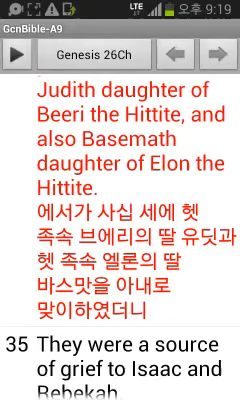 LTE
오후 9:19
GcnBible-A9
Genesis 26Ch
Judith daughter of
Beeri the Hittite, and
also Basemath
daughter of Elon the
Hittite.
에서가 사십 세에 헷
족속 브에리의 딸 유딧과
헷 족속 엘론의 딸
바스맛을 아내로
맞이하였더니
35 They were a source
of grief to Isaac and
Rebekah.